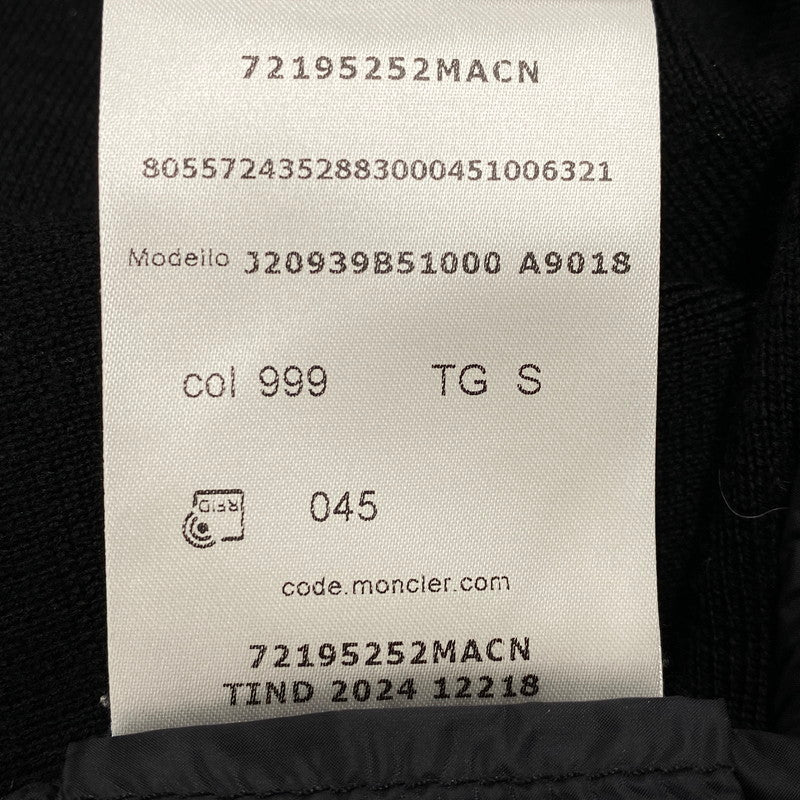 72195252MACN
8055724352883000451006321
Modello J20939B51000 A9018
col 999 TG S
RFID 045
code.moncler.com
72195252MACN
TIND 2024 12218